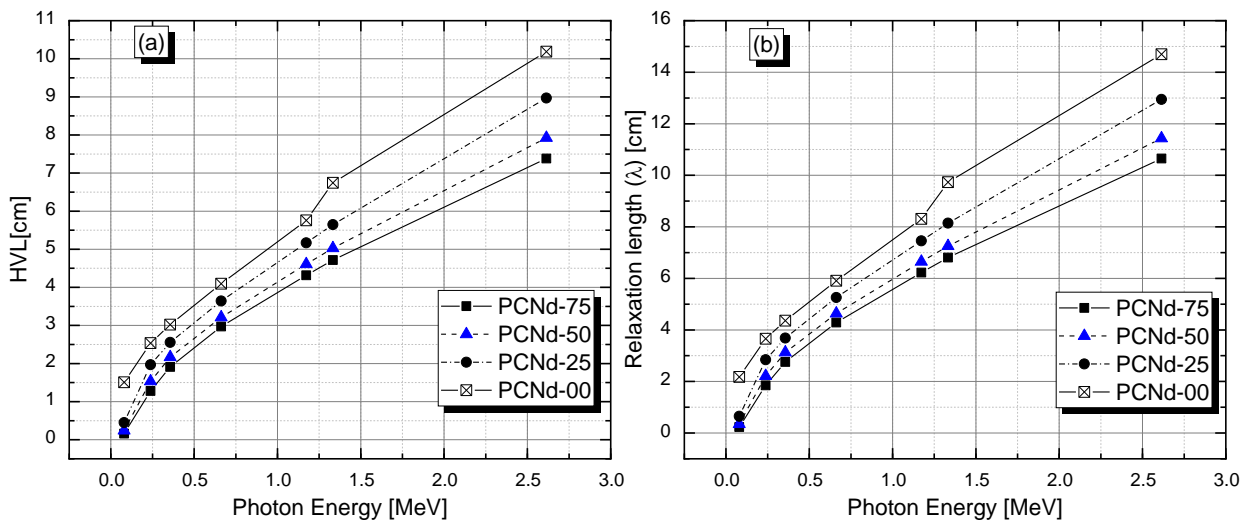 (a)
HVL[cm]
11
10
9
8
7
6
5
4
3
2
1
0
PCNd-75
PCNd-50
PCNd-25
PCNd-00
0.0 0.5 1.0 1.5 2.0 2.5 3.0
Photon Energy [MeV]
(b)
Relaxation length (λ) [cm]
16
14
12
10
8
6
4
2
0
PCNd-75
PCNd-50
PCNd-25
PCNd-00
0.0 0.5 1.0 1.5 2.0 2.5 3.0
Photon Energy [MeV]